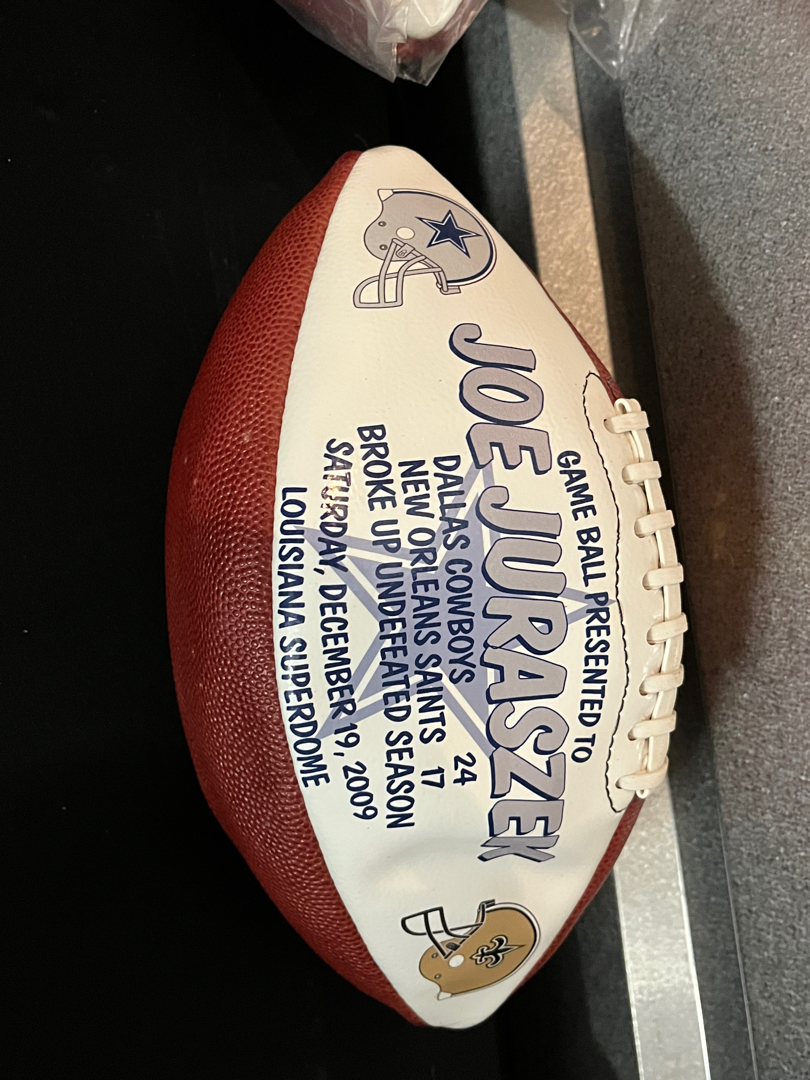 GAME BALL PRESENTED TO
JOE JURASZEK
DALLAS COWBOYS 24
NEW ORLEANS SAINTS 17
BROKE UP UNDEFEATED SEASON
SATURDAY, DECEMBER 19, 2009
LOUISIANA SUPERDOME